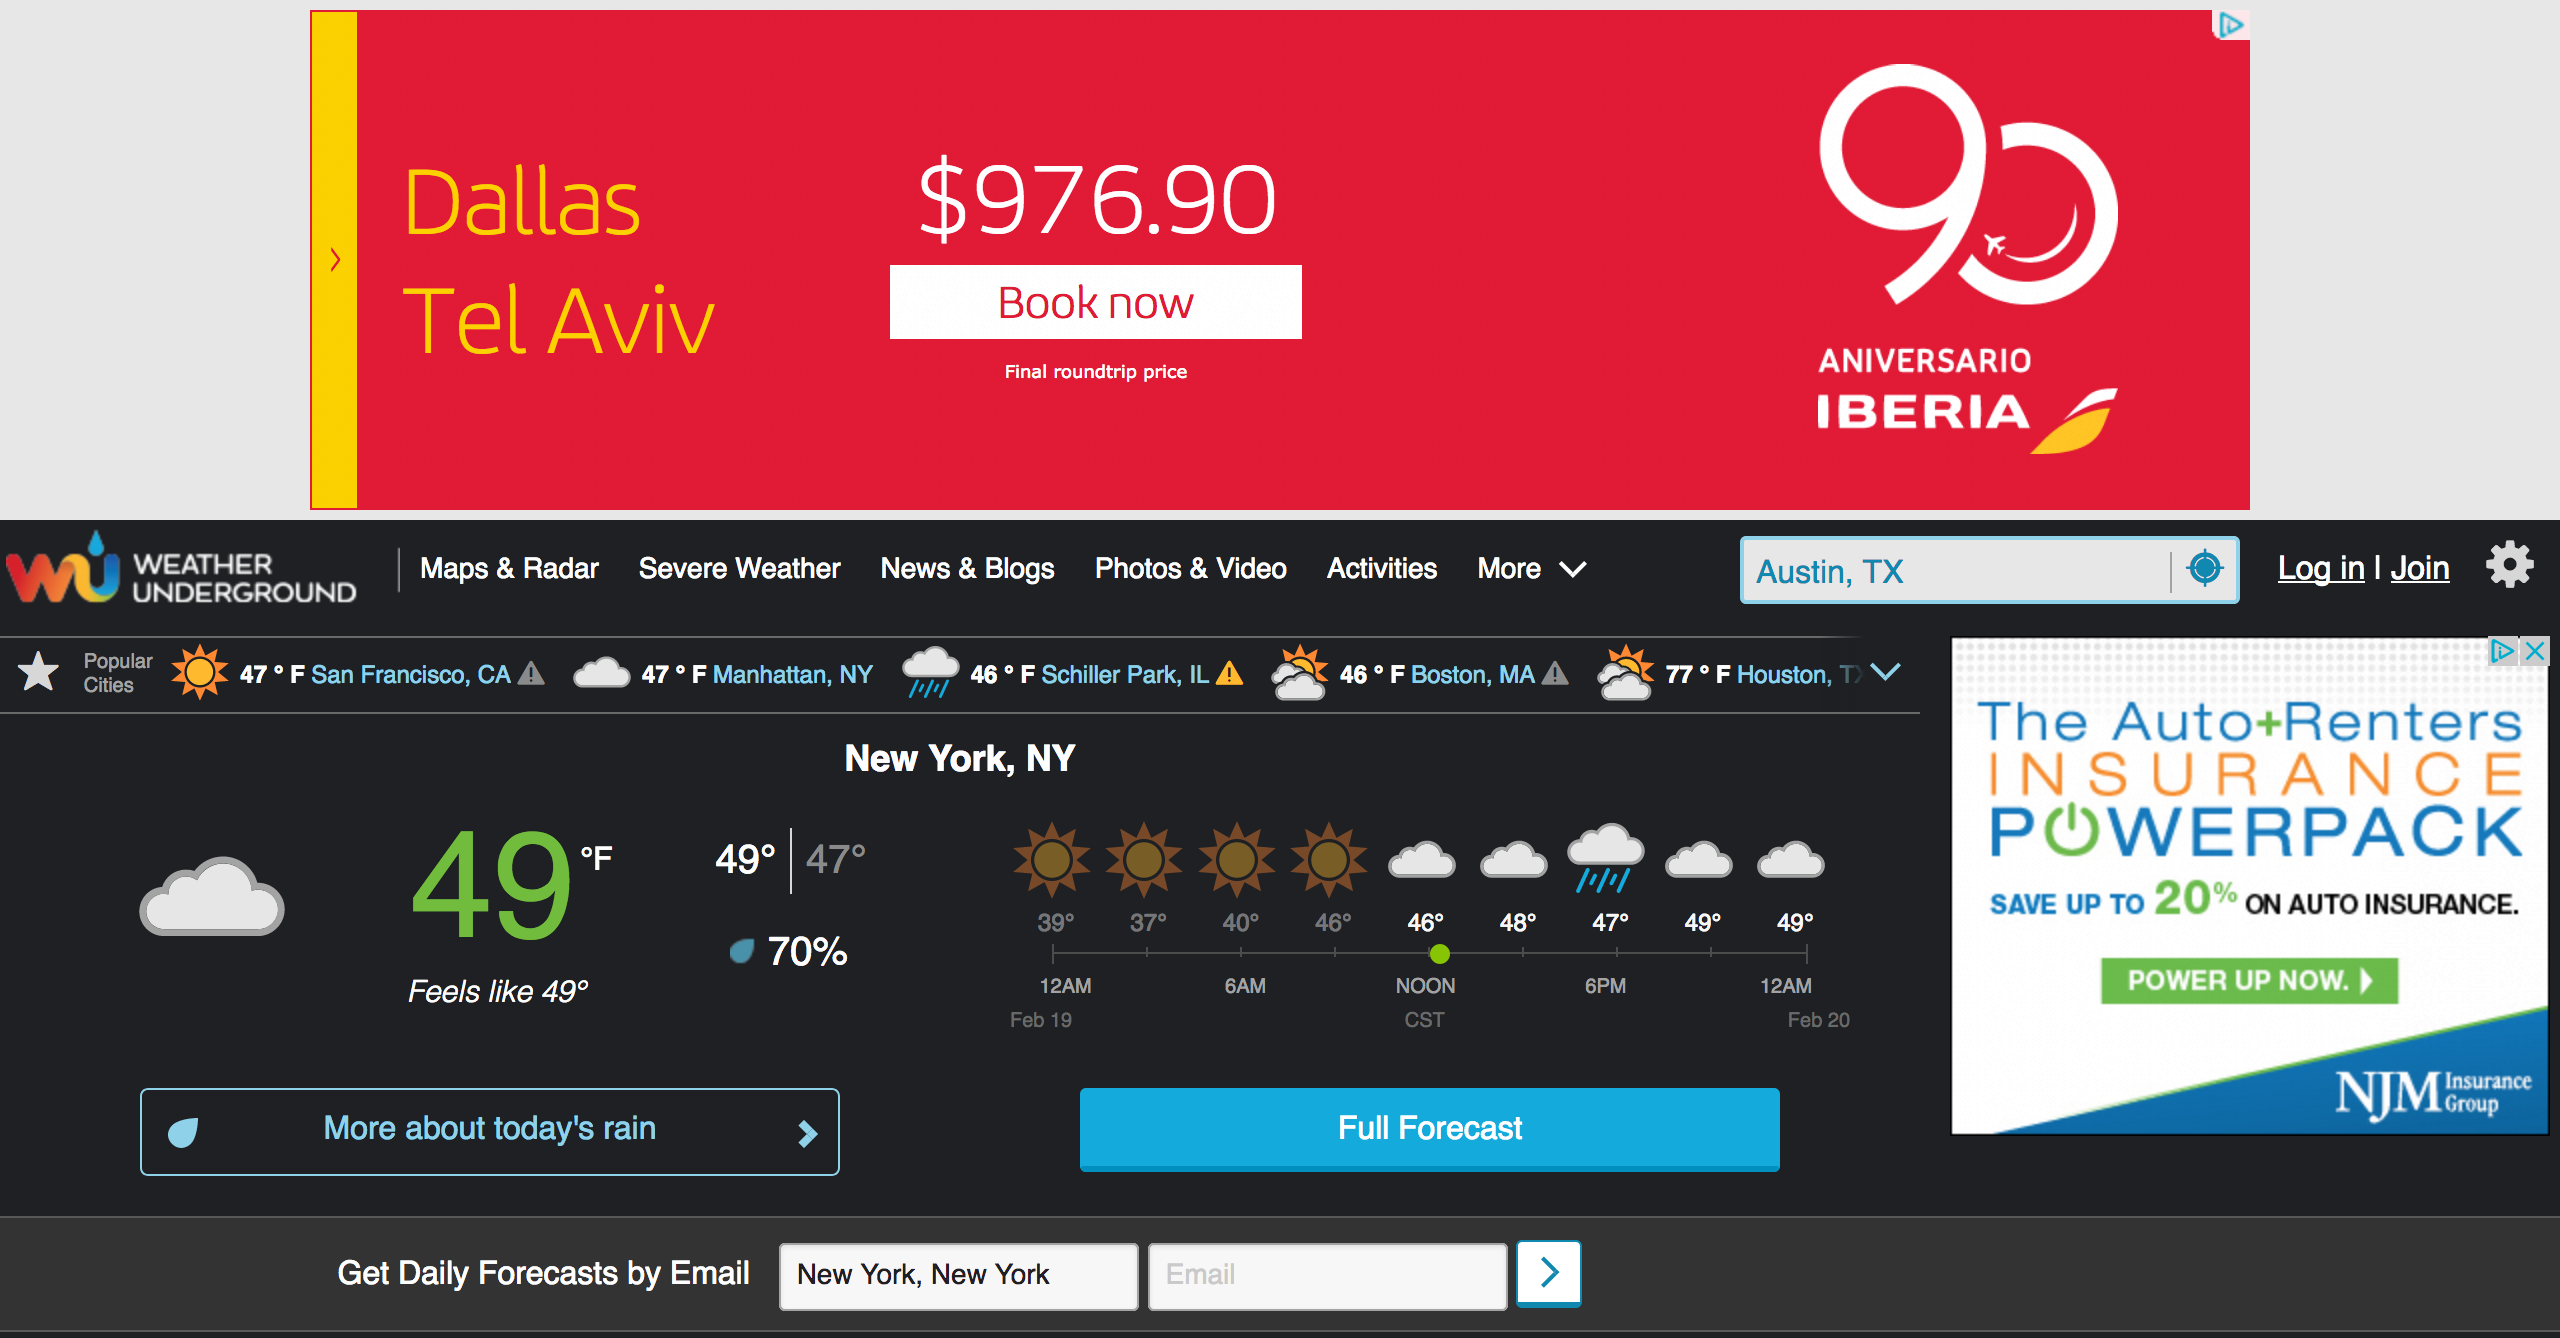 Dallas
Tel Aviv
$976.90
Book now
Final roundtrip price
90
ANIVERSARIO
IBERIA
WU WEATHER
UNDERGROUND
Maps & Radar Severe Weather News & Blogs Photos & Video Activities More
Austin, TX
Log in | Join
Popular
Cities
47 ° F San Francisco, CA 47 ° F Manhattan, NY 46 ° F Schiller Park, IL 46 ° F Boston, MA 77 ° F Houston, TX
New York, NY
49 °F
Feels like 49°
49° | 47°
70%
39° 37° 40° 46° 46° 48° 47° 49° 49°
12AM 6AM NOON 6PM 12AM
Feb 19 CST Feb 20
More about today's rain
Full Forecast
The Auto+Renters
INSURANCE
POWERPACK
SAVE UP TO 20% ON AUTO INSURANCE.
POWER UP NOW.
NJM Insurance
Group
Get Daily Forecasts by Email New York, New York Email